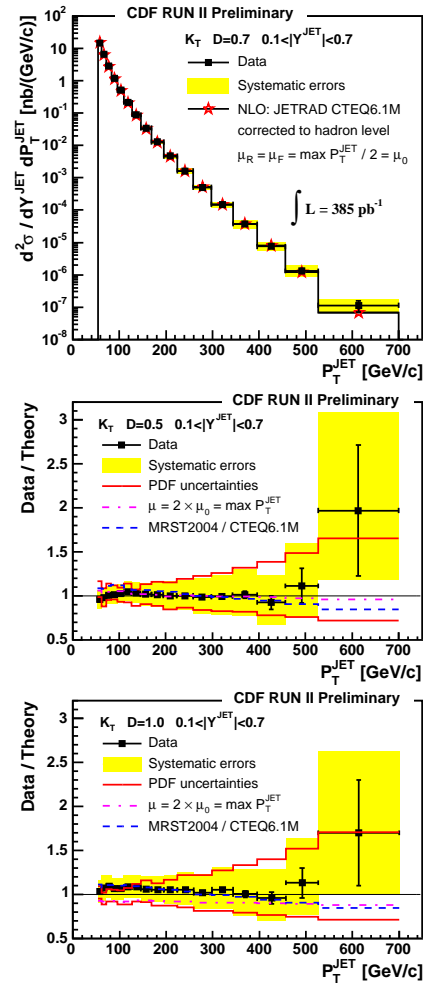 CDF RUN II Preliminary
K_T D=0.7 0.1<|Y^JET|<0.7
Data
Systematic errors
NLO: JETRAD CTEQ6.1M
corrected to hadron level
μ_R = μ_F = max P_T^JET / 2 = μ_0
∫ L = 385 pb^-1
d^2σ / dY^JET dP_T^JET [nb/(GeV/c)]
10^2
10
1
10^-1
10^-2
10^-3
10^-4
10^-5
10^-6
10^-7
10^-8
0 100 200 300 400 500 600 700
P_T^JET [GeV/c]
CDF RUN II Preliminary
K_T D=0.5 0.1<|Y^JET|<0.7
Data
Systematic errors
PDF uncertainties
μ = 2 × μ_0 = max P_T^JET
MRST2004 / CTEQ6.1M
Data / Theory
3
2.5
2
1.5
1
0.5
0 100 200 300 400 500 600 700
P_T^JET [GeV/c]
CDF RUN II Preliminary
K_T D=1.0 0.1<|Y^JET|<0.7
Data
Systematic errors
PDF uncertainties
μ = 2 × μ_0 = max P_T^JET
MRST2004 / CTEQ6.1M
Data / Theory
3
2.5
2
1.5
1
0.5
0 100 200 300 400 500 600 700
P_T^JET [GeV/c]